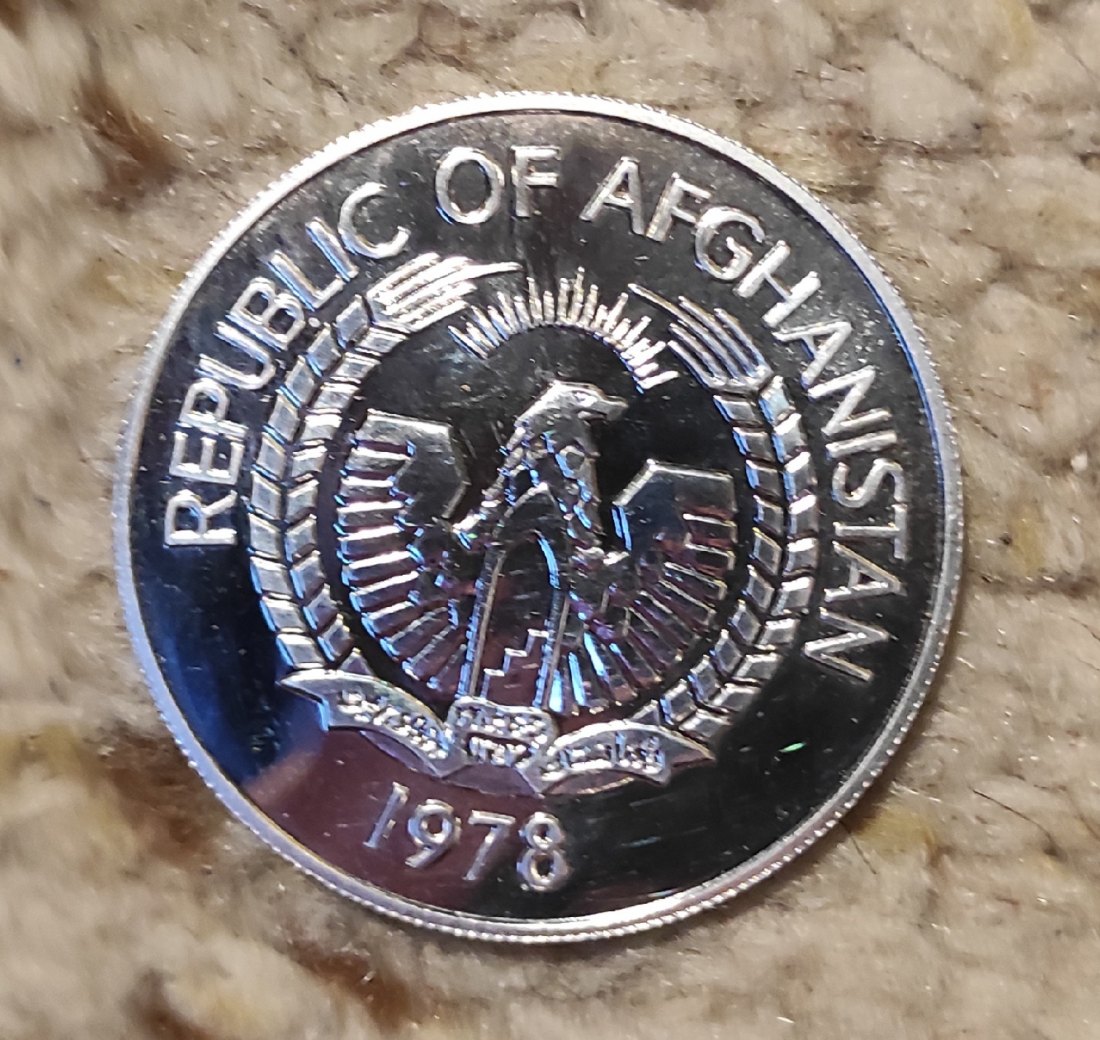 REPUBLIC OF AFGHANISTAN
1978